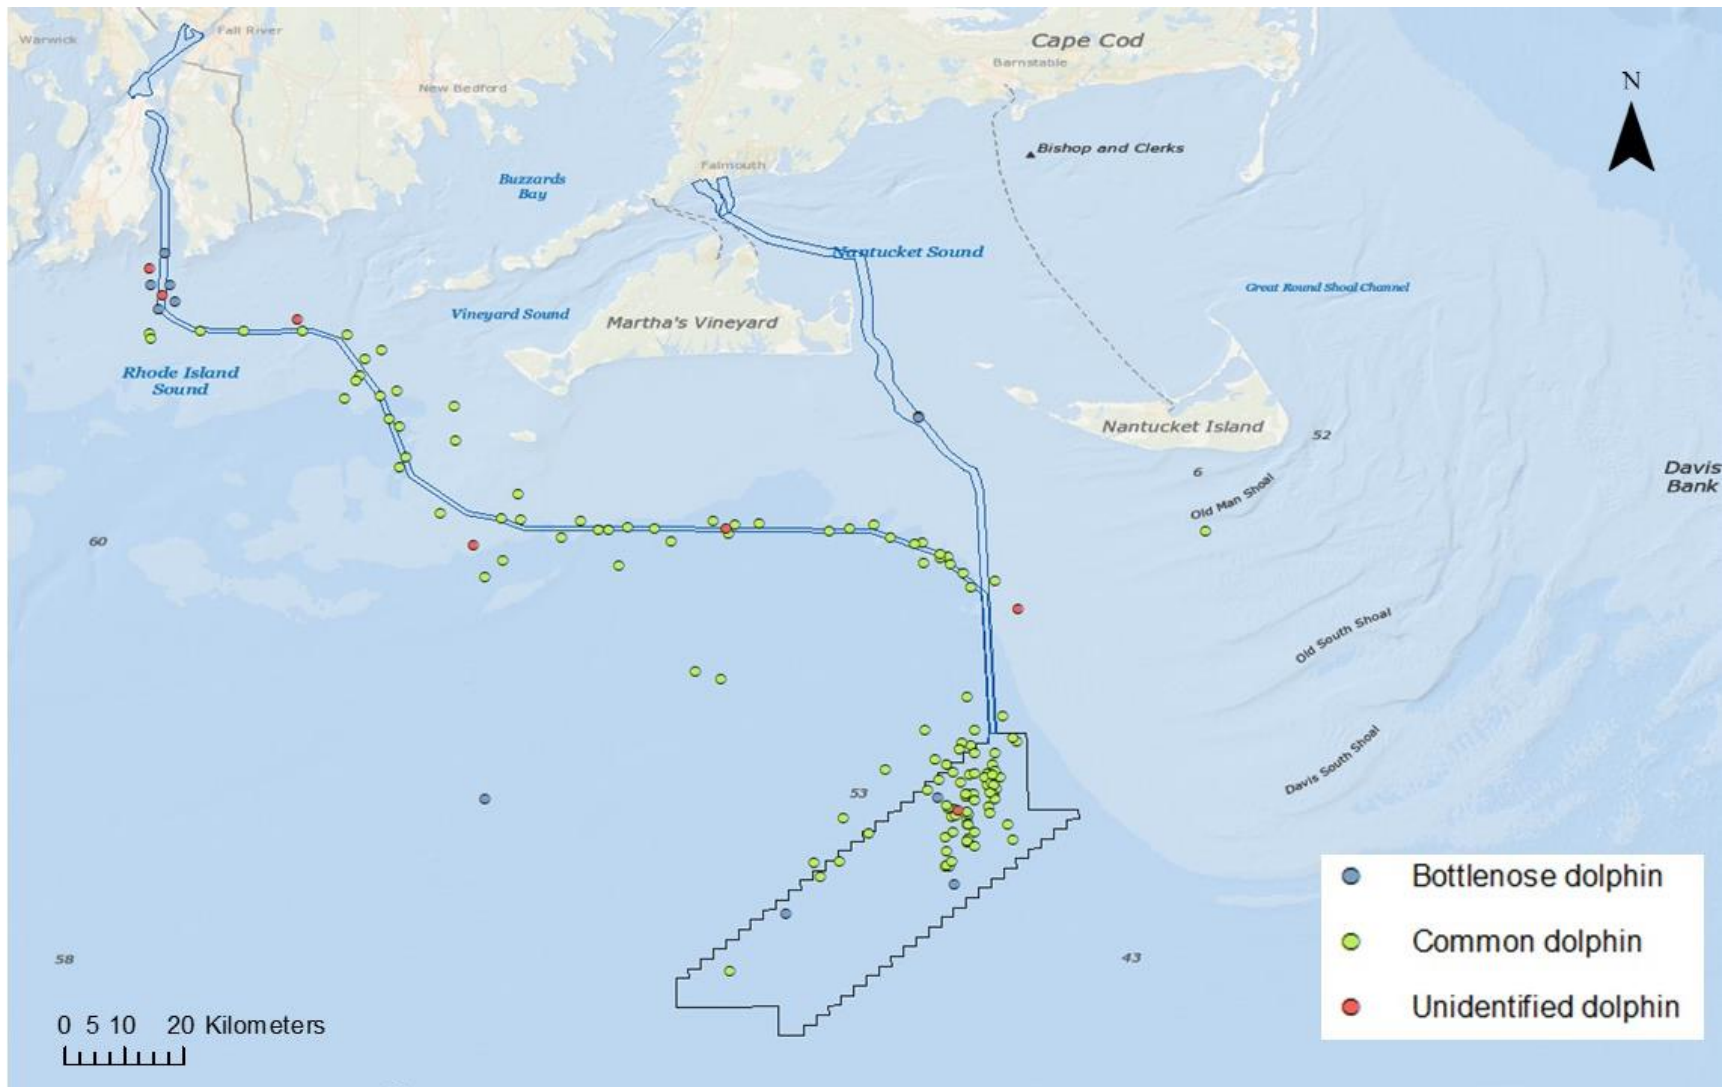 Warwick
Fall River
Cape Cod
Barnstable
N
New Bedford
Bishop and Clerks
Falmouth
Buzzards
Bay
Nantucket Sound
Great Round Shoal Channel
Vineyard Sound
Martha's Vineyard
Rhode Island
Sound
Nantucket Island
52
6
Davis
Bank
Old Man Shoal
60
Old South Shoal
Davis South Shoal
53
Bottlenose dolphin
Common dolphin
Unidentified dolphin
58
43
0 5 10 20 Kilometers